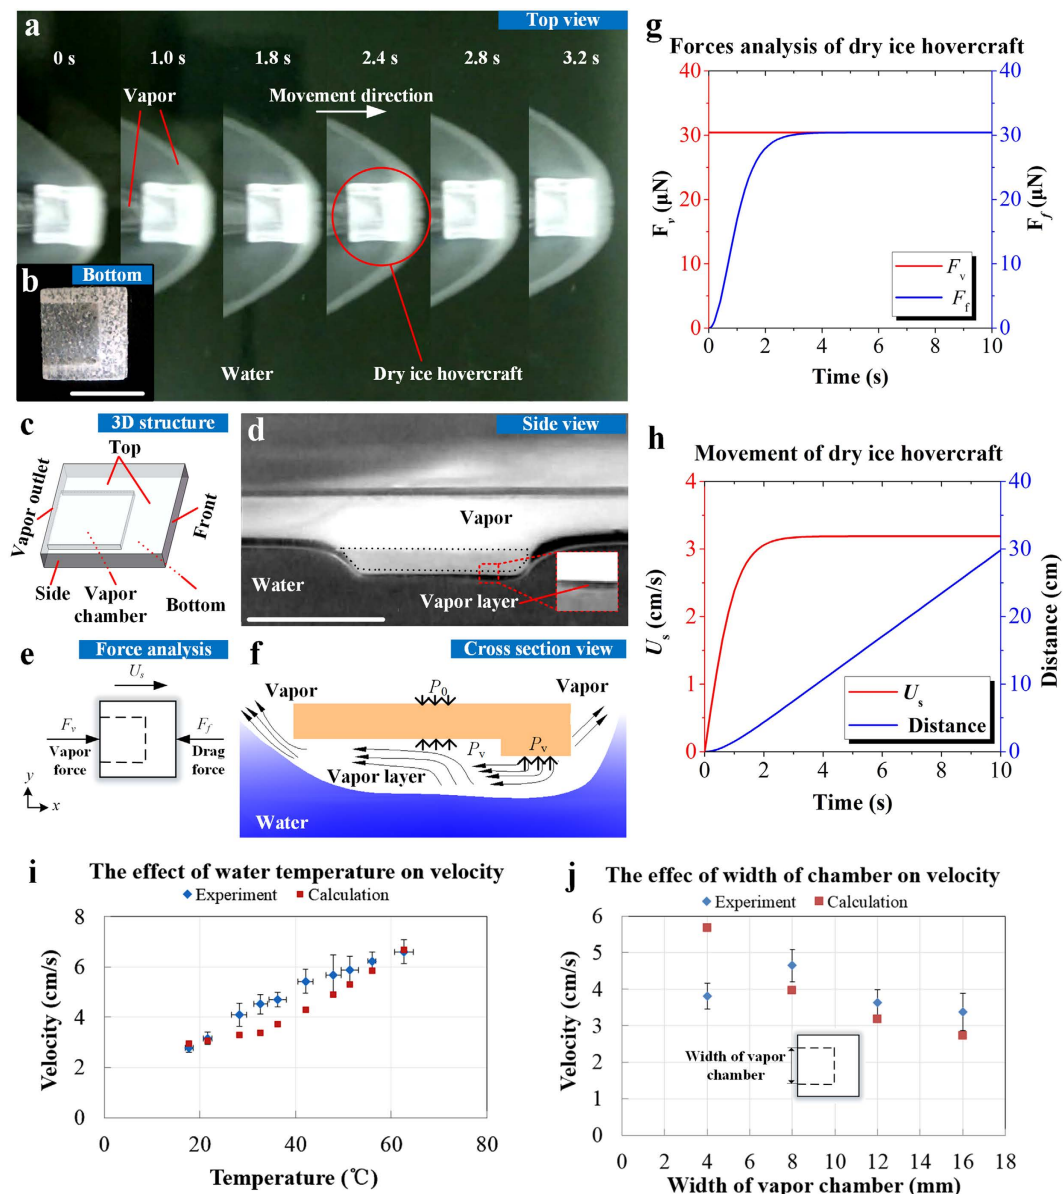 a
Top view
0 s 1.0 s 1.8 s 2.4 s 2.8 s 3.2 s
Vapor
Movement direction
b
Bottom
Water
Dry ice hovercraft
c
3D structure
Top
Vapor outlet
Front
Side
Vapor
chamber
Bottom
d
Side view
Vapor
Water
Vapor layer
e
Force analysis
U_s
F_v
F_f
Vapor
force
Drag
force
y
x
f
Cross section view
Vapor
P_0
Vapor
P_v
P_v
Vapor layer
Water
g
Forces analysis of dry ice hovercraft
40 40
30 30
20 20
10 10
0 0
F_v (μN)
F_f (μN)
F_v
F_f
0 2 4 6 8 10
Time (s)
h
Movement of dry ice hovercraft
4 40
3 30
2 20
1 10
0 0
U_s (cm/s)
Distance (cm)
U_s
Distance
0 2 4 6 8 10
Time (s)
i
The effect of water temperature on velocity
Experiment Calculation
8
6
4
2
0
Velocity (cm/s)
0 20 40 60 80
Temperature (℃)
j
The effec of width of chamber on velocity
Experiment Calculation
6
5
4
3
2
1
0
Velocity (cm/s)
Width of vapor
chamber
0 2 4 6 8 10 12 14 16 18
Width of vapor chamber (mm)